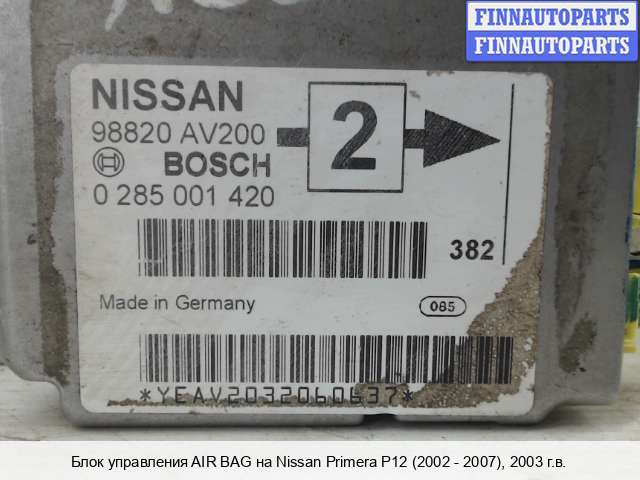 FINNAUTOPARTS
FINNAUTOPARTS
NISSAN
98820 AV200
2
BOSCH
0 285 001 420
382
Made in Germany
085
*YEAV2032060637*
Блок управления AIR BAG на Nissan Primera P12 (2002 - 2007), 2003 г.в.